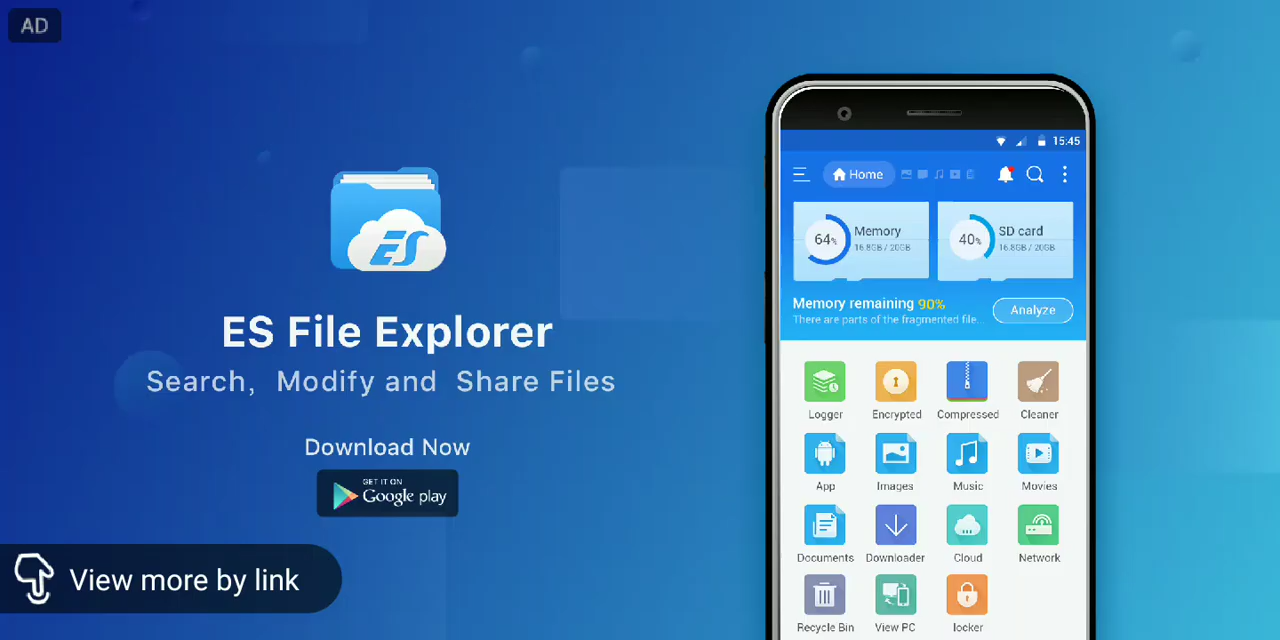 AD
ES
ES File Explorer
Search, Modify and Share Files
Download Now
GET IT ON
Google play
View more by link
15:45
Home
64%
Memory
16.8GB / 20GB
40%
SD card
16.8GB / 20GB
Memory remaining 90%
There are parts of the fragmented file...
Analyze
Logger Encrypted Compressed Cleaner
App Images Music Movies
Documents Downloader Cloud Network
Recycle Bin View PC locker